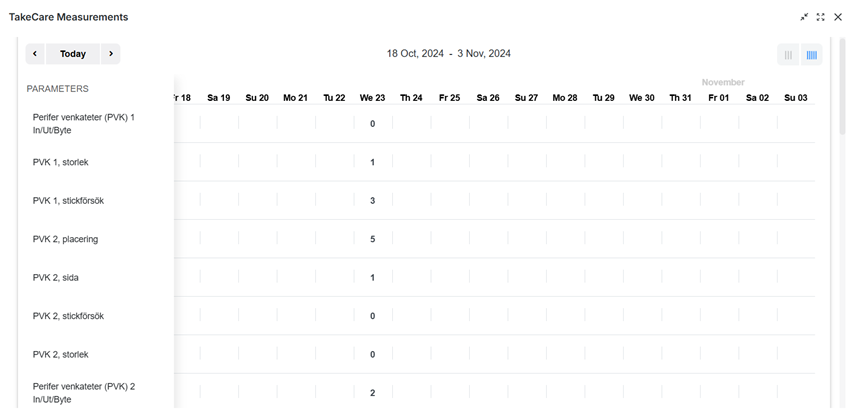 TakeCare Measurements
Today
18 Oct, 2024 - 3 Nov, 2024
PARAMETERS
November
Sa 19 Su 20 Mo 21 Tu 22 We 23 Th 24 Fr 25 Sa 26 Su 27 Mo 28 Tu 29 We 30 Th 31 Fr 01 Sa 02 Su 03
Perifer venkateter (PVK) 1
In/Ut/Byte
0
PVK 1, storlek 1
PVK 1, stickförsök 3
PVK 2, placering 5
PVK 2, sida 1
PVK 2, stickförsök 0
PVK 2, storlek 0
Perifer venkateter (PVK) 2
In/Ut/Byte
2